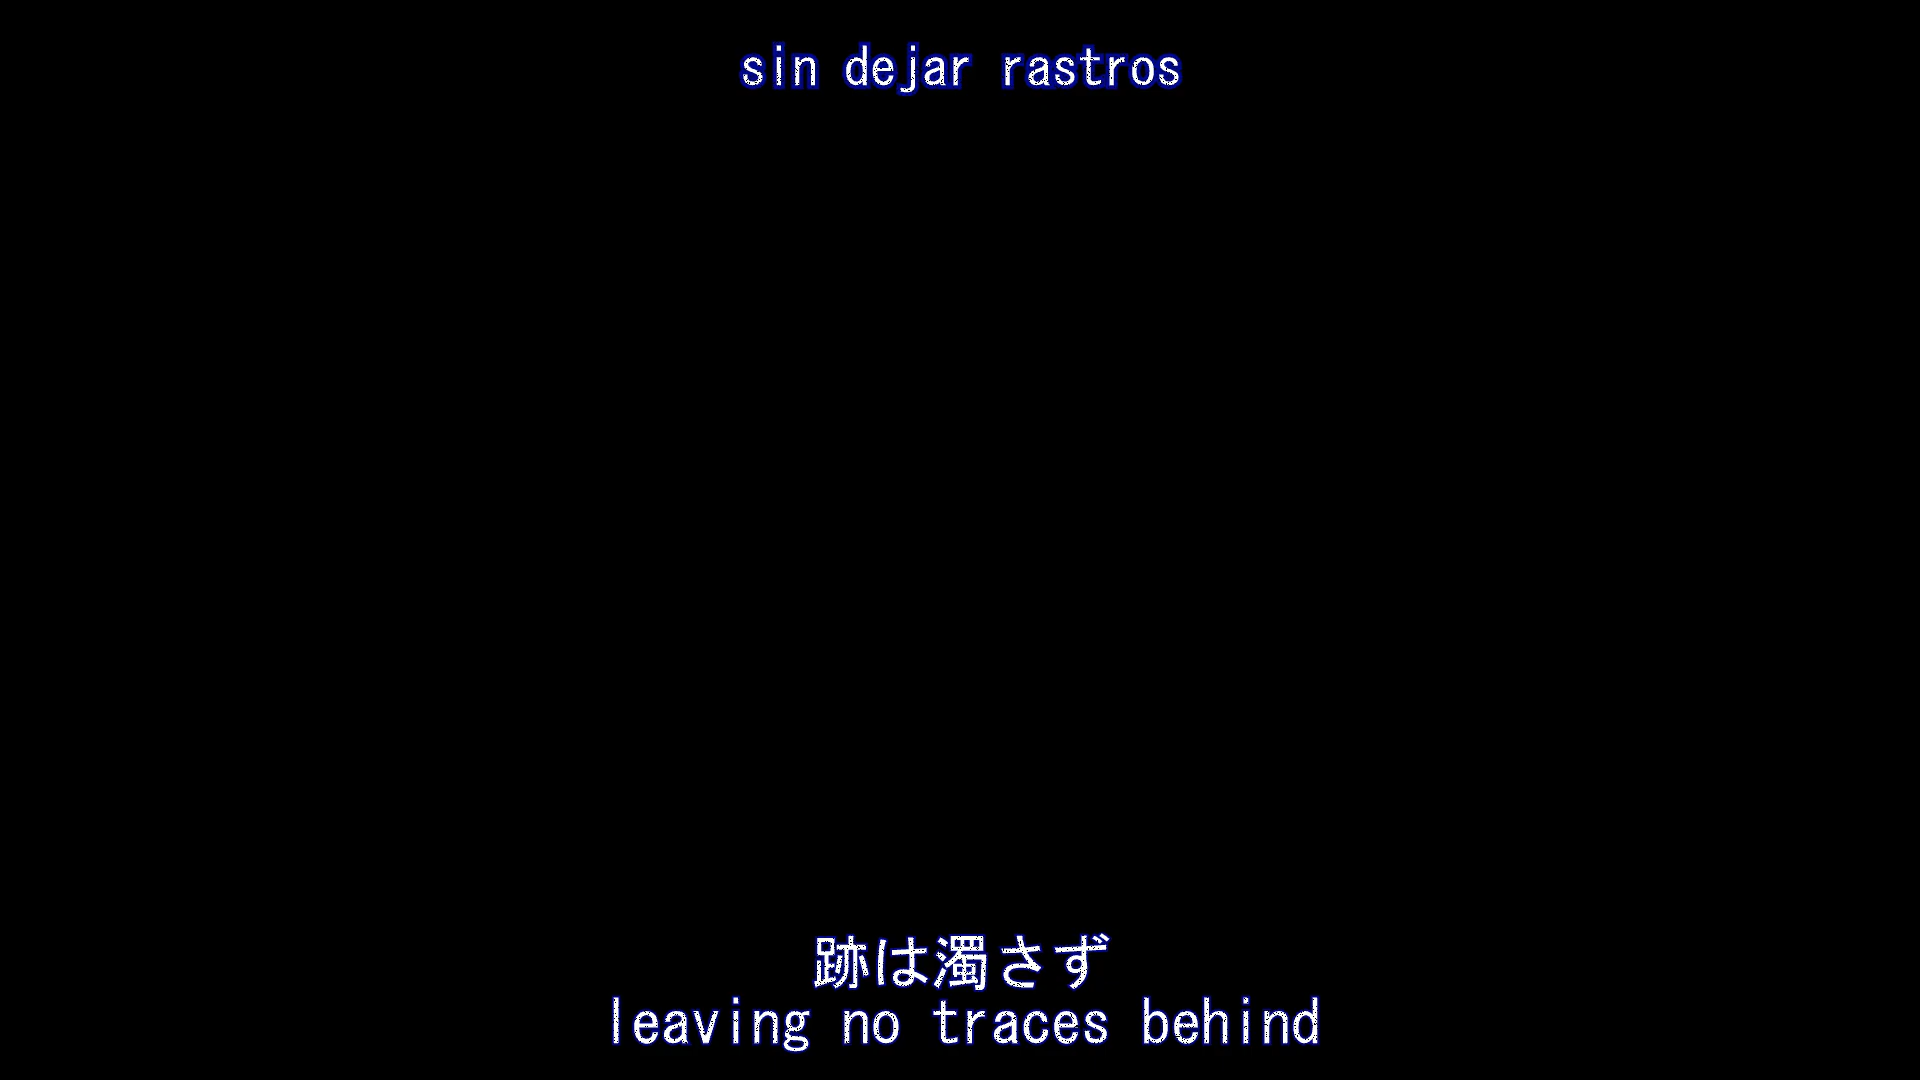 sin dejar rastros
跡は濁さず
leaving no traces behind